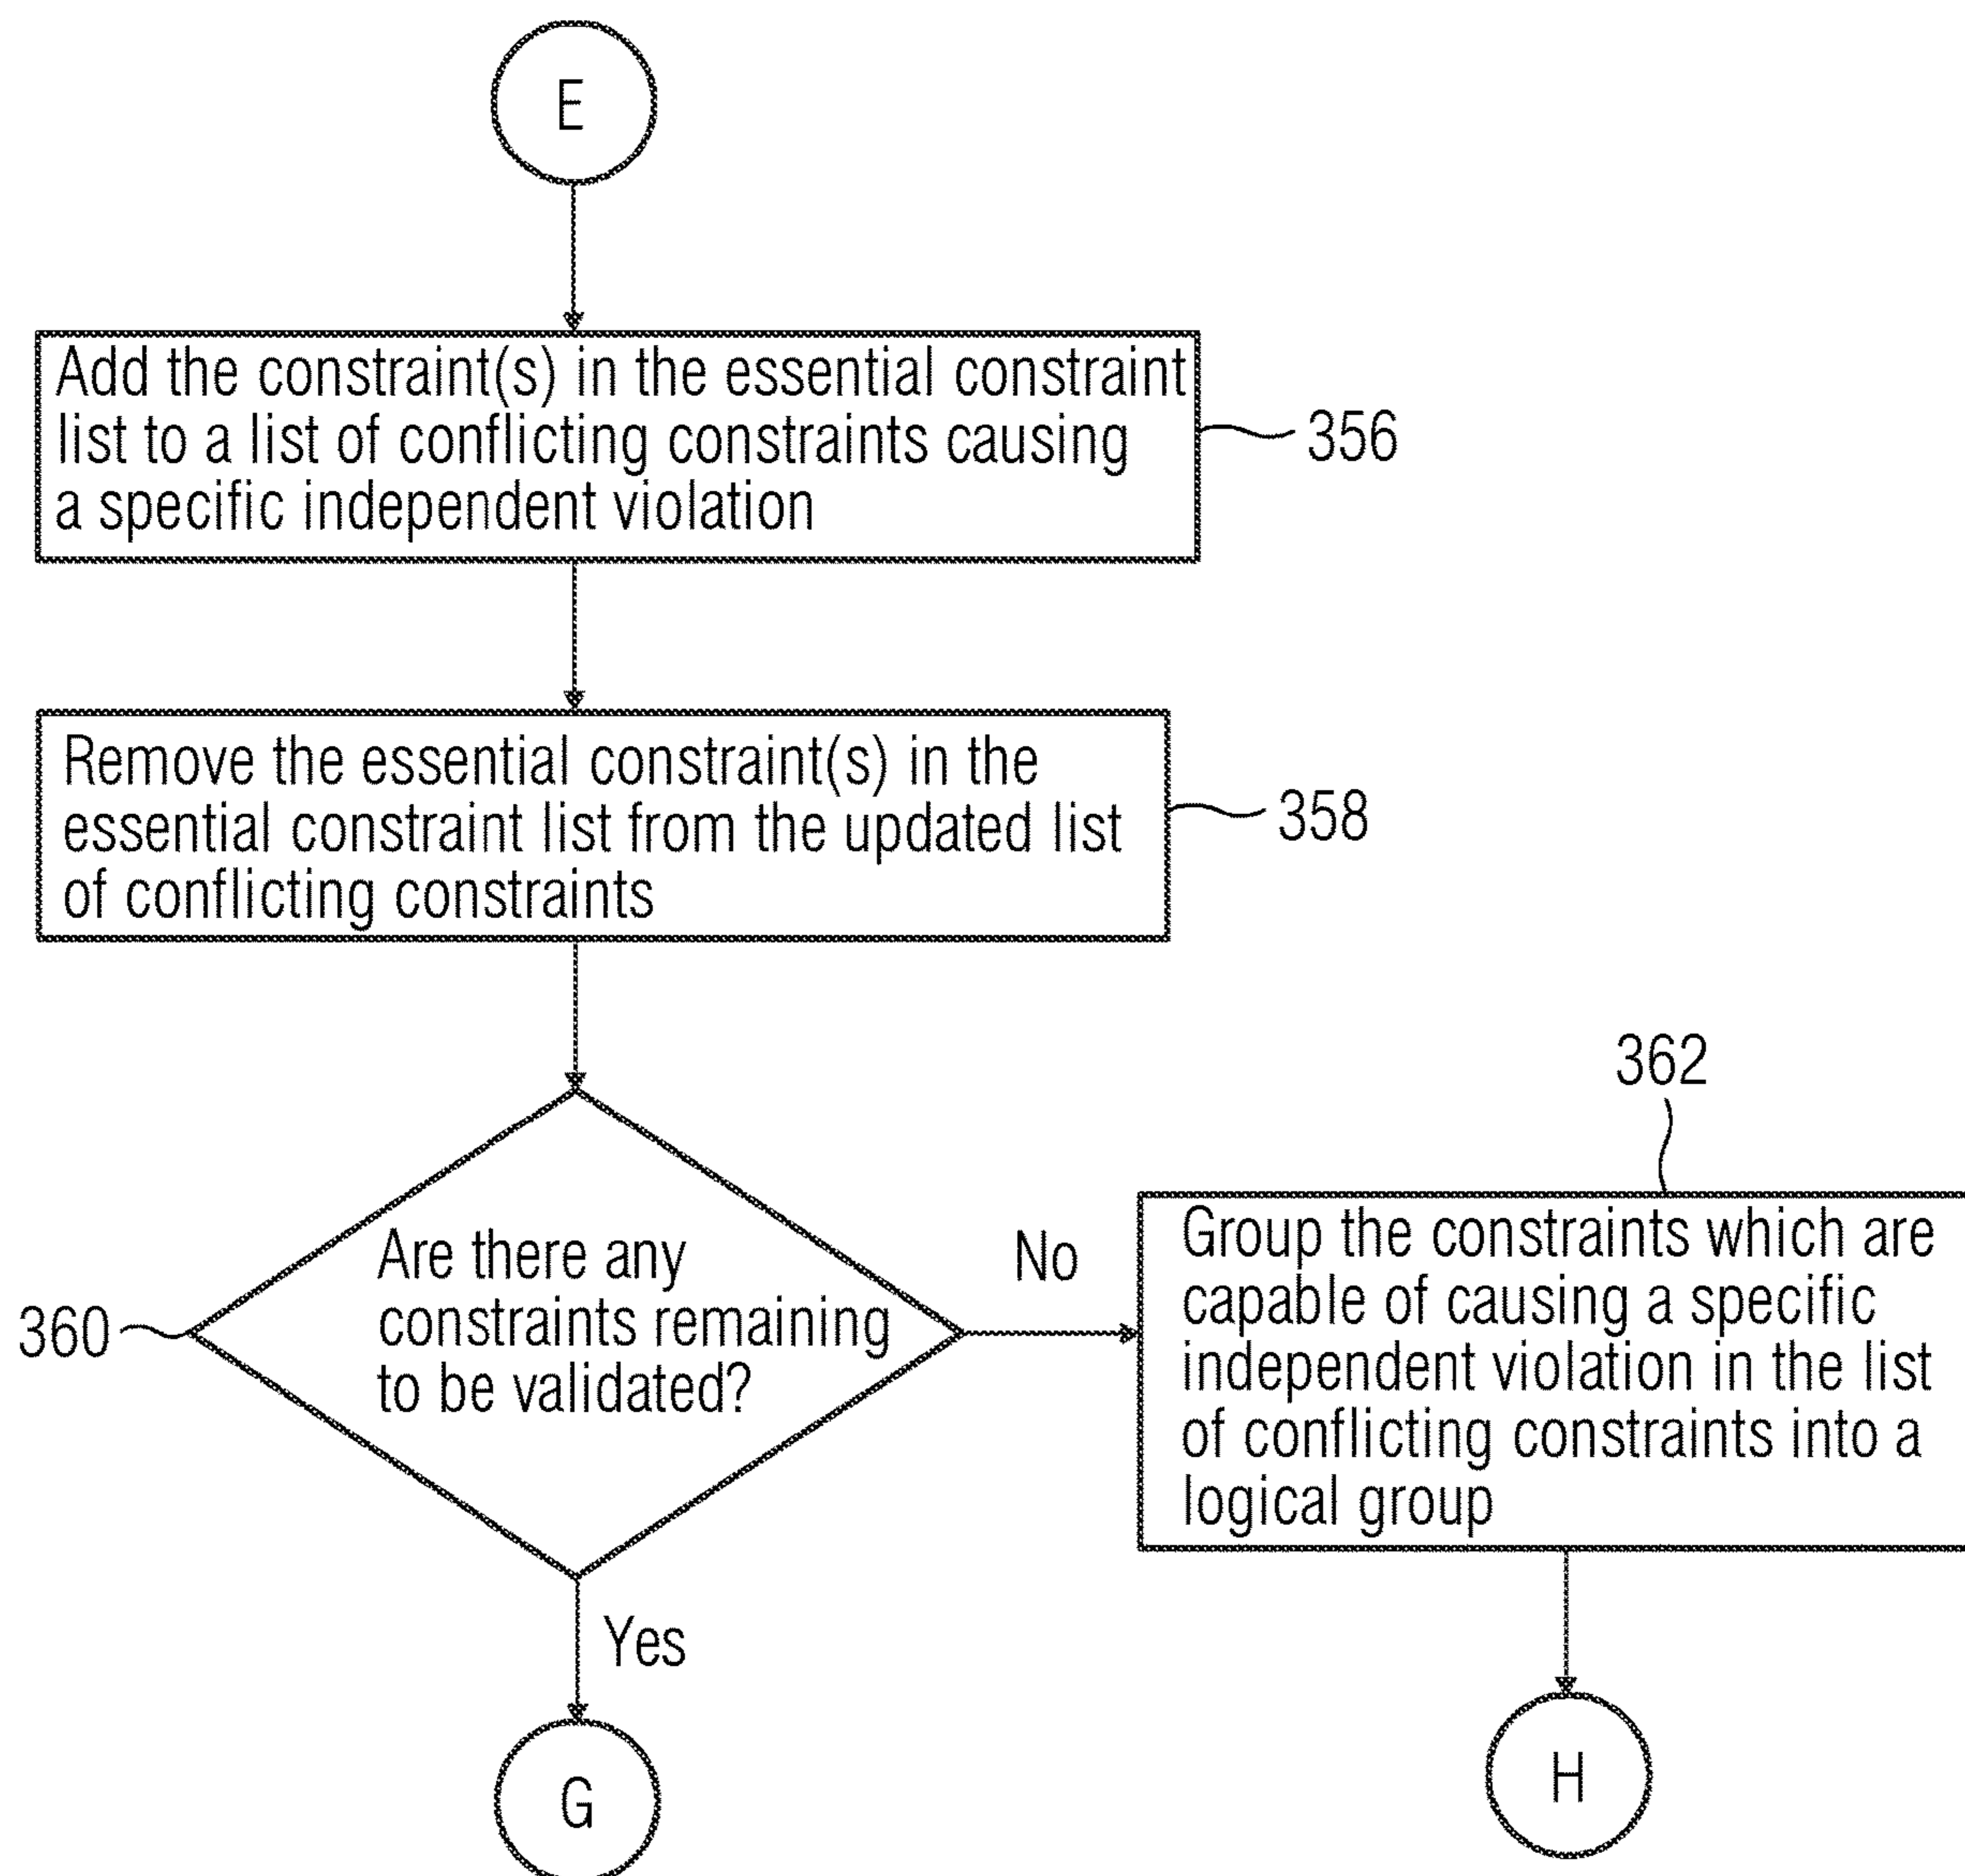 E
Add the constraint(s) in the essential constraint
list to a list of conflicting constraints causing
a specific independent violation
356
Remove the essential constraint(s) in the
essential constraint list from the updated list
of conflicting constraints
358
362
Are there any
constraints remaining
to be validated?
360
No
Group the constraints which are
capable of causing a specific
independent violation in the list
of conflicting constraints into a
logical group
Yes
G
H